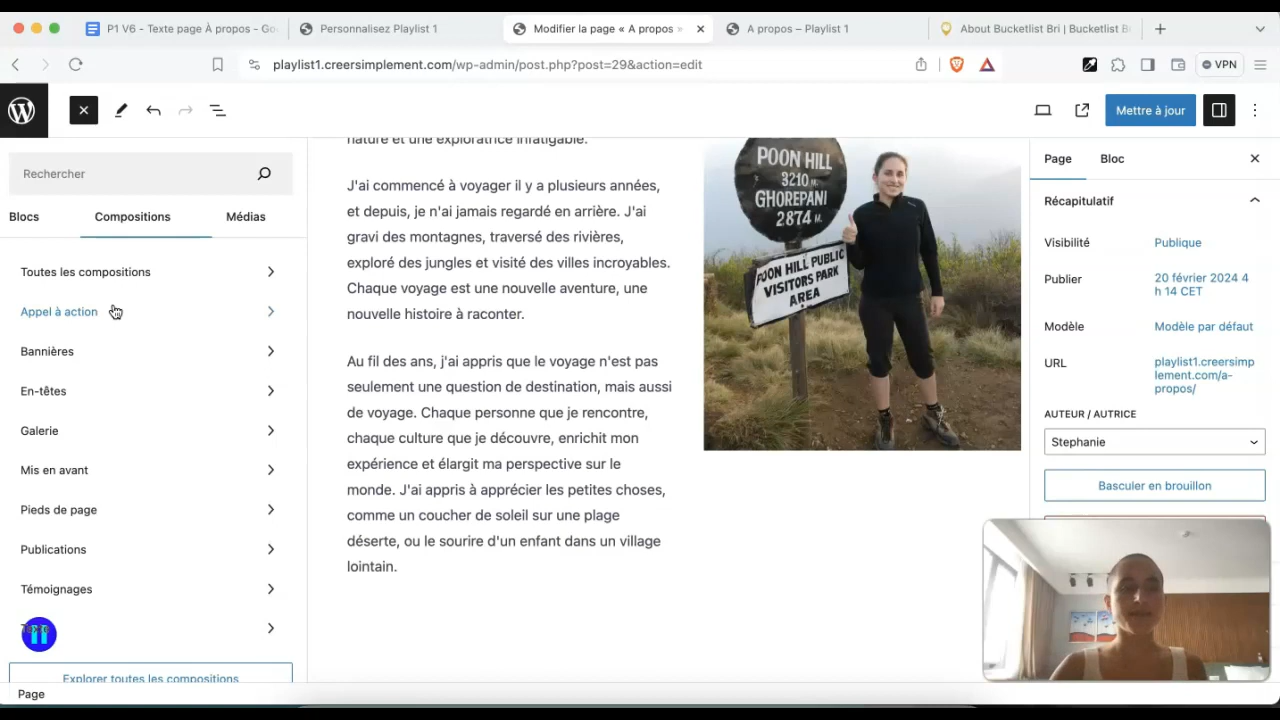 P1 V6 - Texte page À propos - Go
Personnalisez Playlist 1
Modifier la page « A propos »
A propos – Playlist 1
About Bucketlist Bri | Bucketlist B
playlist1.creersimplement.com/wp-admin/post.php?post=29&action=edit
VPN
Mettre à jour
Rechercher
Blocs
Compositions
Médias
Toutes les compositions
Appel à action
Bannières
En-têtes
Galerie
Mis en avant
Pieds de page
Publications
Témoignages
Explorer toutes les compositions
Page
nature et une exploratrice infatigable.
J'ai commencé à voyager il y a plusieurs années,
et depuis, je n'ai jamais regardé en arrière. J'ai
gravi des montagnes, traversé des rivières,
exploré des jungles et visité des villes incroyables.
Chaque voyage est une nouvelle aventure, une
nouvelle histoire à raconter.
Au fil des ans, j'ai appris que le voyage n'est pas
seulement une question de destination, mais aussi
de voyage. Chaque personne que je rencontre,
chaque culture que je découvre, enrichit mon
expérience et élargit ma perspective sur le
monde. J'ai appris à apprécier les petites choses,
comme un coucher de soleil sur une plage
déserte, ou le sourire d'un enfant dans un village
lointain.
POON HILL
3210 M.
GHOREPANI
2874 M.
POON HILL PUBLIC
VISITORS PARK
AREA
Page
Bloc
Récapitulatif
Visibilité
Publique
Publier
20 février 2024 4
h 14 CET
Modèle
Modèle par défaut
URL
playlist1.creersimp
lement.com/a-
propos/
AUTEUR / AUTRICE
Stephanie
Basculer en brouillon